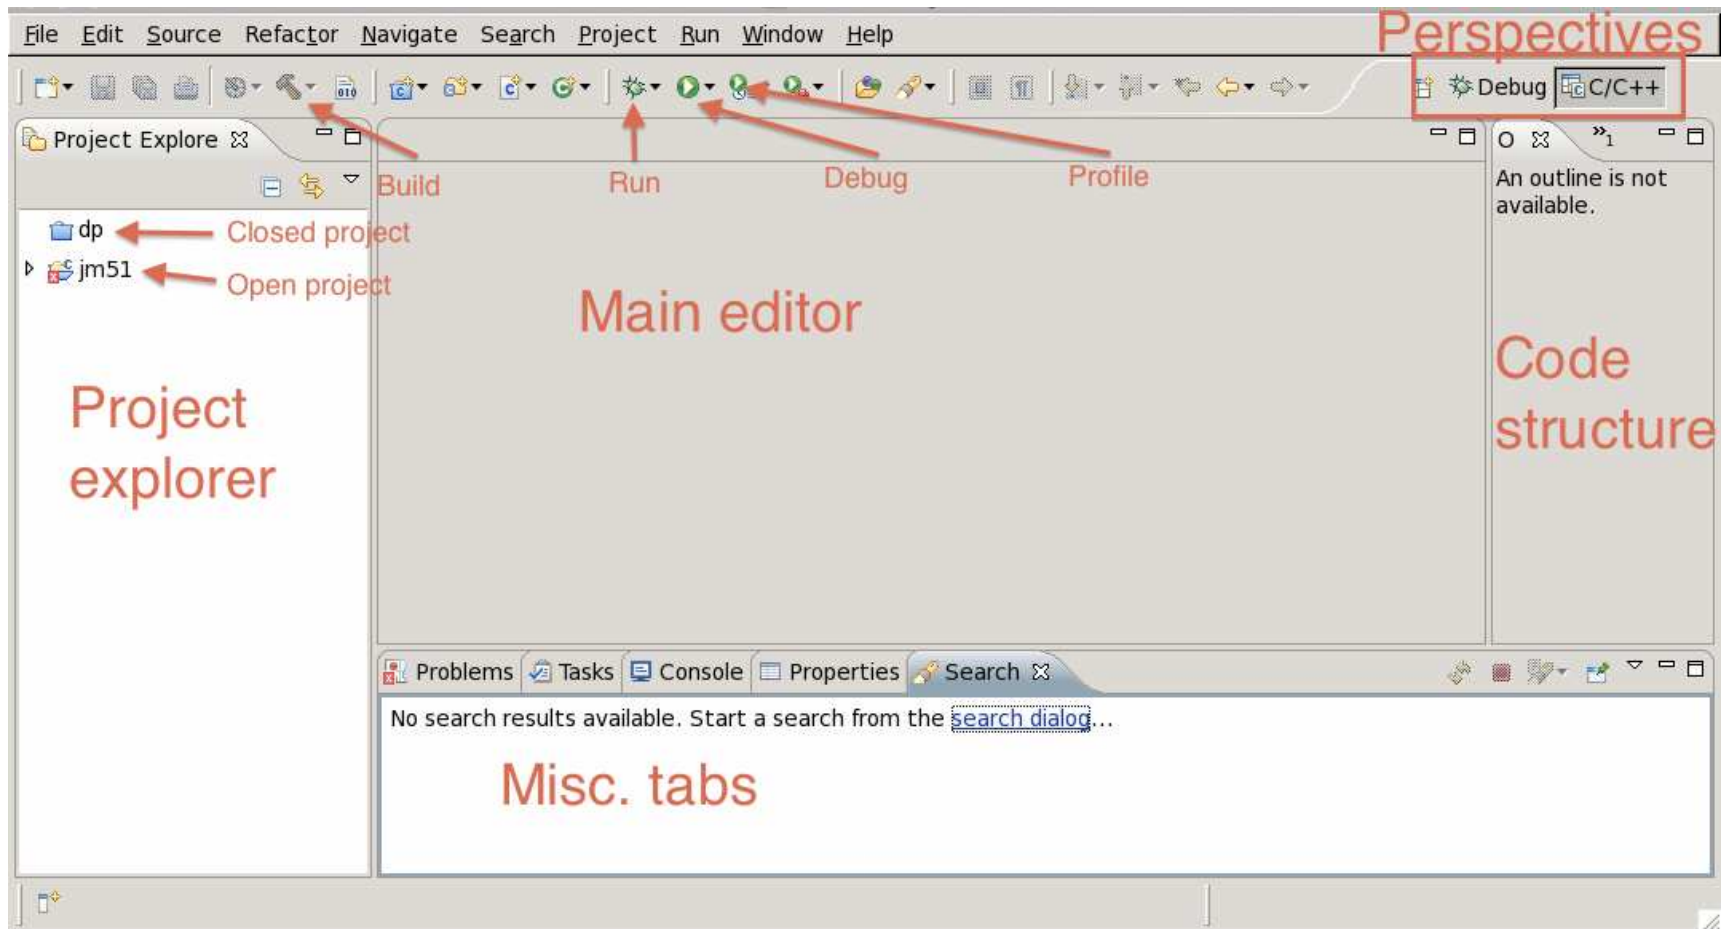 File Edit Source Refactor Navigate Search Project Run Window Help
Perspectives
Debug C/C++
Project Explore
O »1
Build Run Debug Profile
An outline is not
available.
dp Closed project
jm51 Open project
Main editor
Code
structure
Project
explorer
Problems Tasks Console Properties Search
No search results available. Start a search from the search dialog...
Misc. tabs